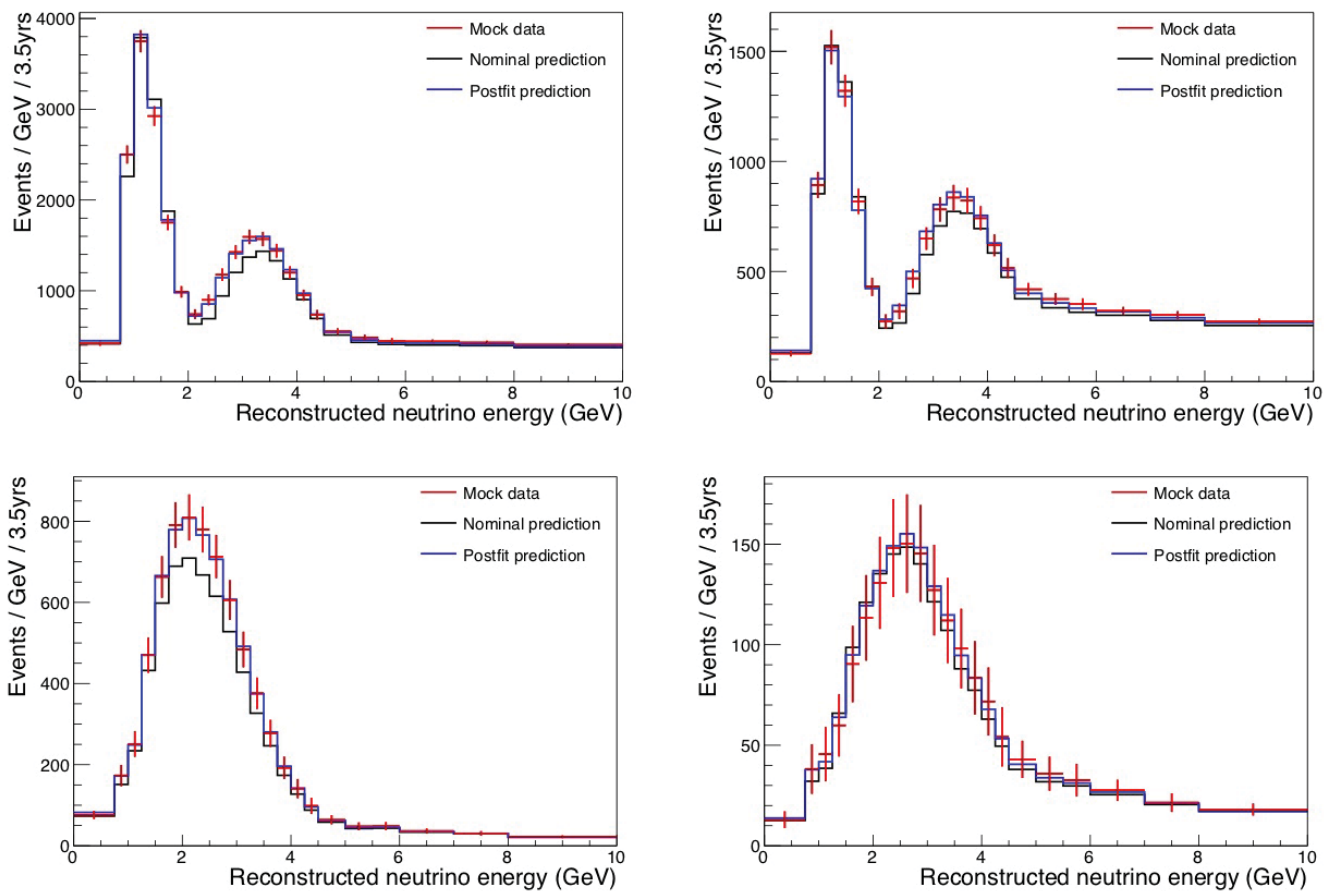 Events / GeV / 3.5yrs
4000
3000
2000
1000
0
Mock data
Nominal prediction
Postfit prediction
0 2 4 6 8 10
Reconstructed neutrino energy (GeV)
Events / GeV / 3.5yrs
1500
1000
500
0
Mock data
Nominal prediction
Postfit prediction
0 2 4 6 8 10
Reconstructed neutrino energy (GeV)
Events / GeV / 3.5yrs
800
600
400
200
0
Mock data
Nominal prediction
Postfit prediction
0 2 4 6 8 10
Reconstructed neutrino energy (GeV)
Events / GeV / 3.5yrs
150
100
50
0
Mock data
Nominal prediction
Postfit prediction
0 2 4 6 8 10
Reconstructed neutrino energy (GeV)